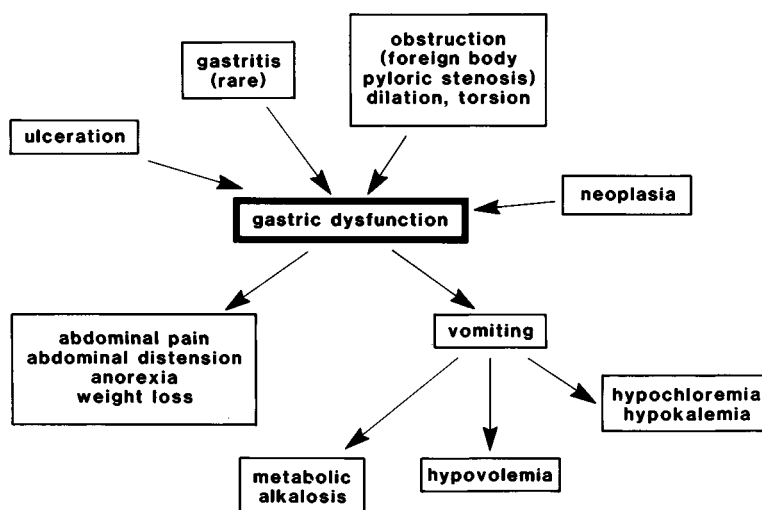 obstruction
(foreign body
pyloric stenosis)
dilation, torsion
gastritis
(rare)
ulceration
neoplasia
gastric dysfunction
abdominal pain
abdominal distension
anorexia
weight loss
vomiting
hypochloremia
hypokalemia
metabolic
alkalosis
hypovolemia